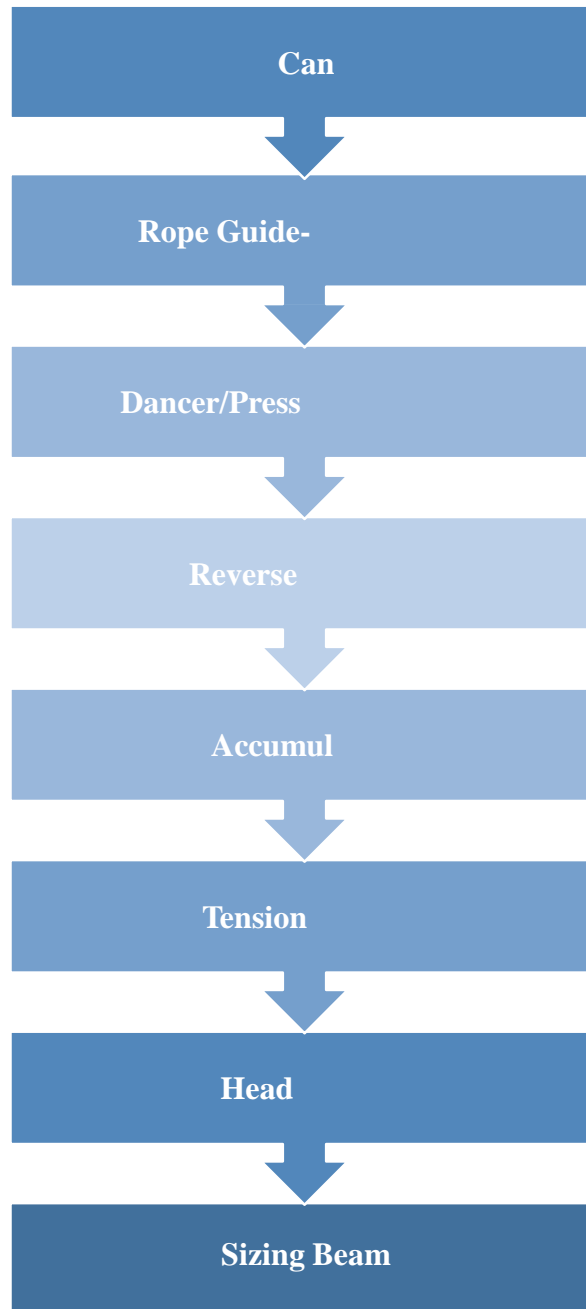 Can
Rope Guide-
Dancer/Press
Reverse
Accumul
Tension
Head
Sizing Beam